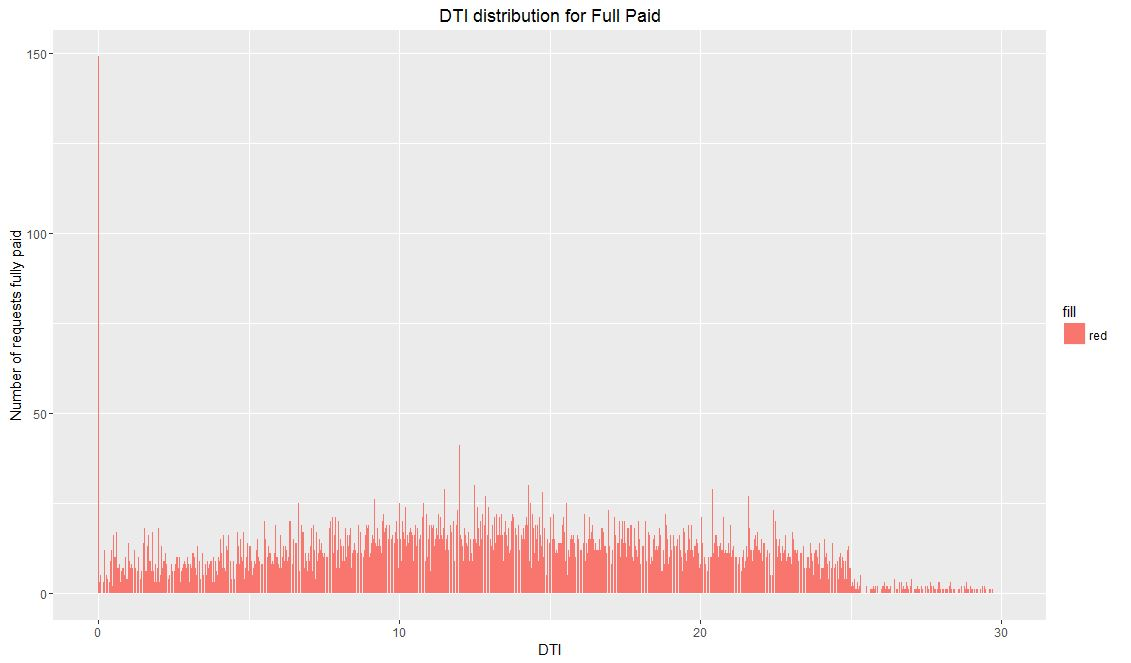 DTI distribution for Full Paid
150
100
50
0
Number of requests fully paid
0 10 20 30
DTI
fill
red